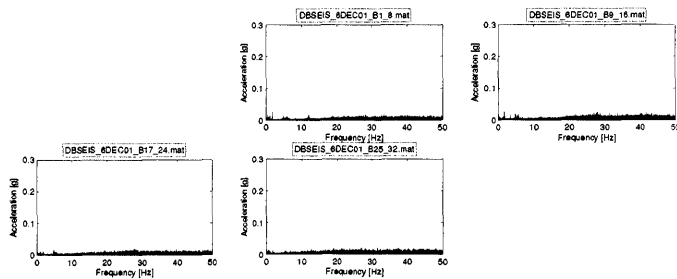 DBSEIS_6DEC01_B1_8.mat
DBSEIS_6DEC01_B9_16.mat
0.3
0.2
0.1
0
Acceleration [g]
0 10 20 30 40 50
Frequency [Hz]
0.3
0.2
0.1
0
Acceleration [g]
0 10 20 30 40 50
Frequency [Hz]
DBSEIS_6DEC01_B17_24.mat
DBSEIS_6DEC01_B25_32.mat
0.3
0.2
0.1
0
Acceleration [g]
0 10 20 30 40 50
Frequency [Hz]
0.3
0.2
0.1
0
Acceleration [g]
0 10 20 30 40 50
Frequency [Hz]